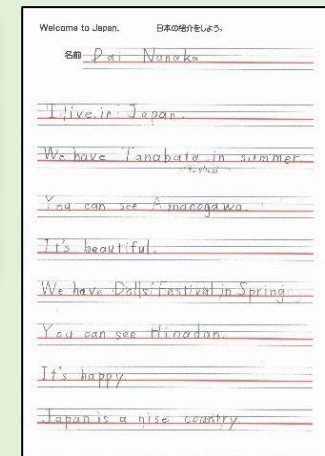 Welcome to Japan. 日本の紹介をしよう。
名前 Dai Nanaka
I live in Japan.
We have Tanabata in summer
You can see Amanogawa.
It's beautiful.
We have Dolls' Festival in Spring.
You can see Hinadan.
It's happy.
Japan is a nise country.